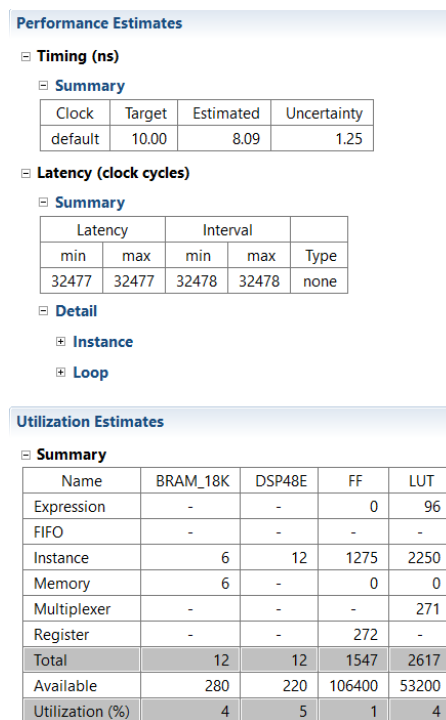 Performance Estimates
Timing (ns)
Summary
Clock Target Estimated Uncertainty
default 10.00 8.09 1.25
Latency (clock cycles)
Summary
Latency Interval
min max min max Type
32477 32477 32478 32478 none
Detail
Instance
Loop
Utilization Estimates
Summary
Name BRAM_18K DSP48E FF LUT
Expression - - 0 96
FIFO - - - -
Instance 6 12 1275 2250
Memory 6 - 0 0
Multiplexer - - - 271
Register - - 272 -
Total 12 12 1547 2617
Available 280 220 106400 53200
Utilization (%) 4 5 1 4